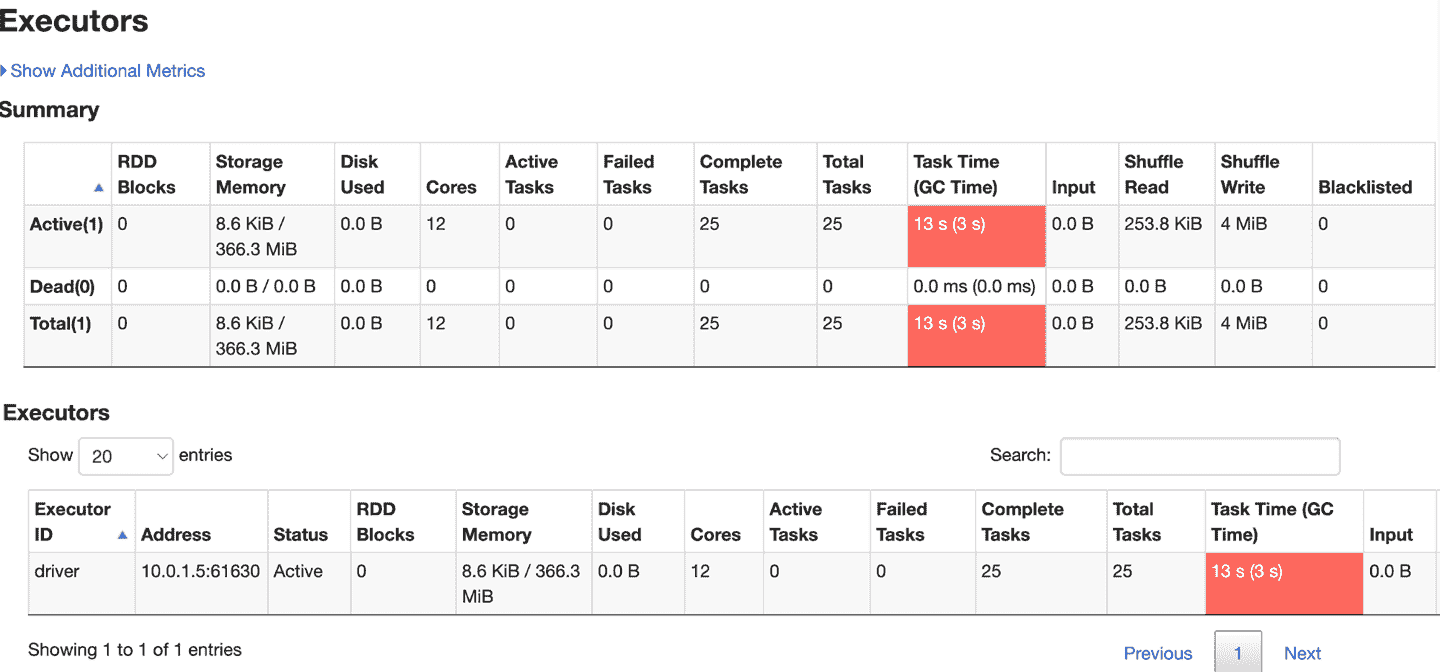 Executors
Show Additional Metrics
Summary
RDD Blocks Storage Memory Disk Used Cores Active Tasks Failed Tasks Complete Tasks Total Tasks Task Time (GC Time) Input Shuffle Read Shuffle Write Blacklisted
Active(1) 0 8.6 KiB / 366.3 MiB 0.0 B 12 0 0 25 25 13 s (3 s) 0.0 B 253.8 KiB 4 MiB 0
Dead(0) 0 0.0 B / 0.0 B 0.0 B 0 0 0 0 0 0.0 ms (0.0 ms) 0.0 B 0.0 B 0.0 B 0
Total(1) 0 8.6 KiB / 366.3 MiB 0.0 B 12 0 0 25 25 13 s (3 s) 0.0 B 253.8 KiB 4 MiB 0
Executors
Show 20 entries Search:
Executor ID Address Status RDD Blocks Storage Memory Disk Used Cores Active Tasks Failed Tasks Complete Tasks Total Tasks Task Time (GC Time) Input
driver 10.0.1.5:61630 Active 0 8.6 KiB / 366.3 MiB 0.0 B 12 0 0 25 25 13 s (3 s) 0.0 B
Showing 1 to 1 of 1 entries Previous 1 Next